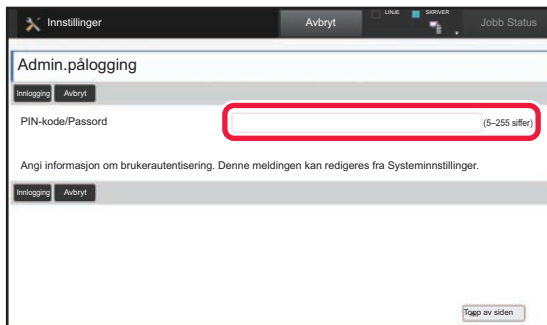 Innstillinger Avbryt LINJE SKRIVER Jobb Status
Admin.pålogging
Innlogging Avbryt
PIN-kode/Passord (5–255 siffer)
Angi informasjon om brukerautentisering. Denne meldingen kan redigeres fra Systeminnstillinger.
Innlogging Avbryt
Topp av siden